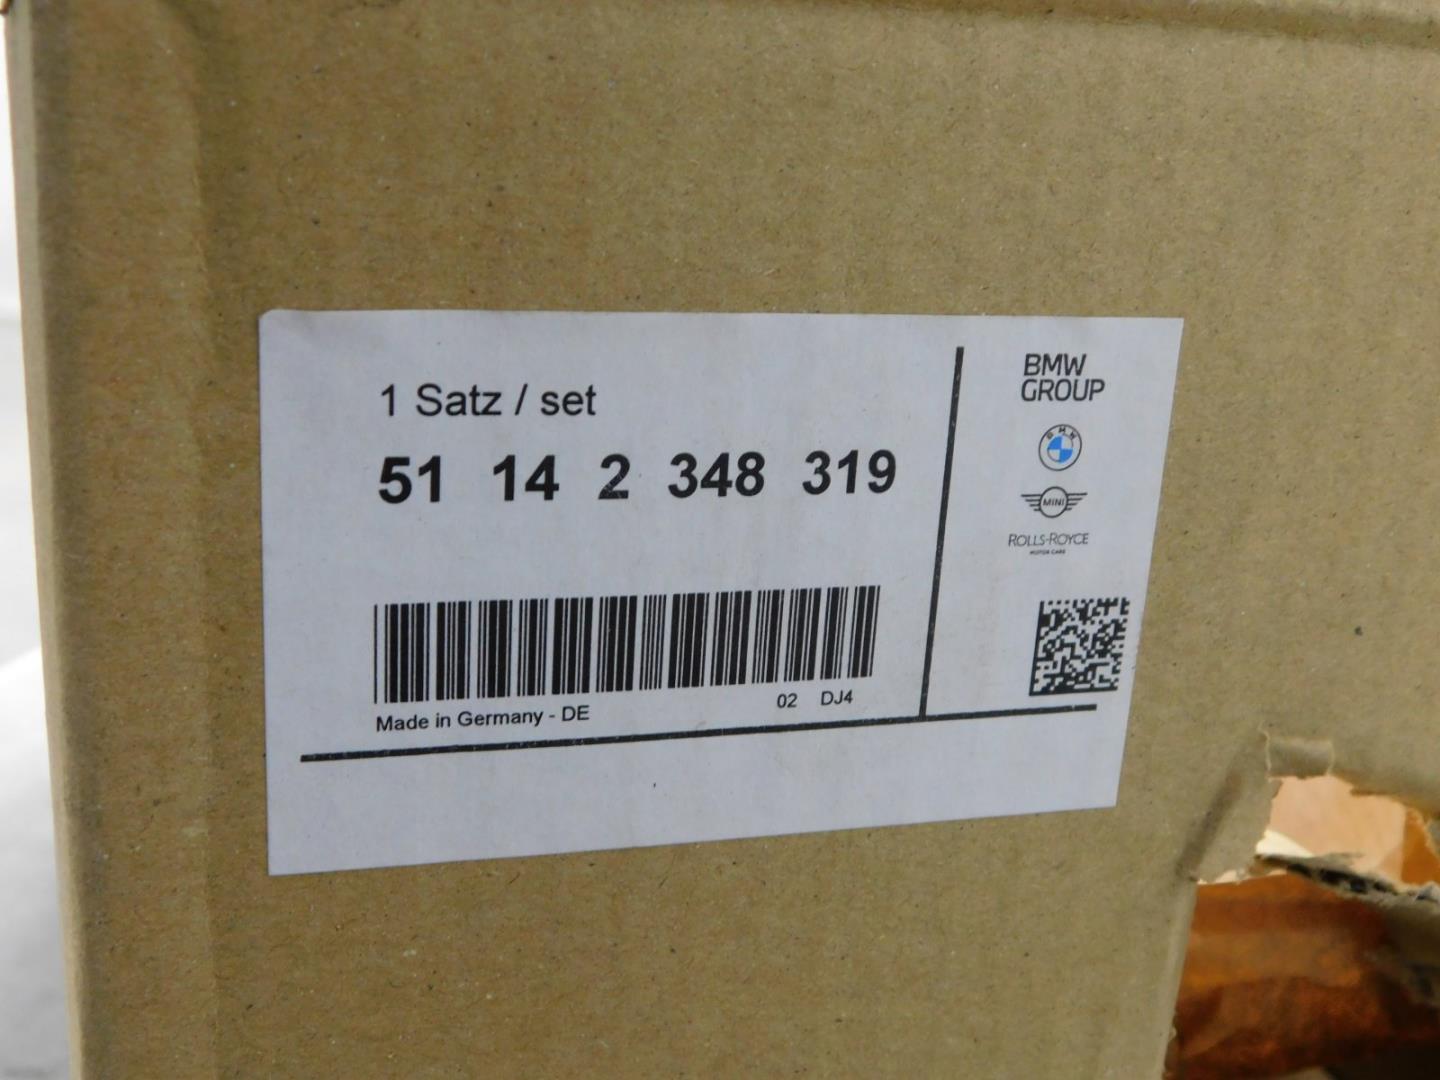 1 Satz / set
51 14 2 348 319
Made in Germany - DE
02 DJ4
BMW
GROUP
BMW
MINI
ROLLS-ROYCE
MOTOR CARS